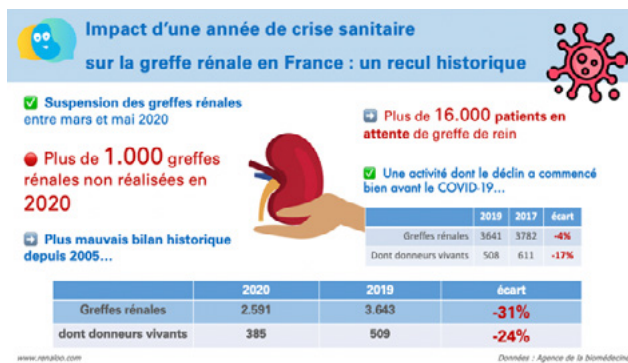 Impact d'une année de crise sanitaire
sur la greffe rénale en France : un recul historique
Suspension des greffes rénales
entre mars et mai 2020
Plus de 1.000 greffes
rénales non réalisées en
2020
Plus mauvais bilan historique
depuis 2005...
Plus de 16.000 patients en
attente de greffe de rein
Une activité dont le déclin a commencé
bien avant le COVID-19...
2019 2017 écart
Greffes rénales 3641 3782 -4%
Dont donneurs vivants 508 611 -17%
2020 2019 écart
Greffes rénales 2.591 3.643 -31%
dont donneurs vivants 385 509 -24%
www.renaloo.com
Données : Agence de la biomédecine